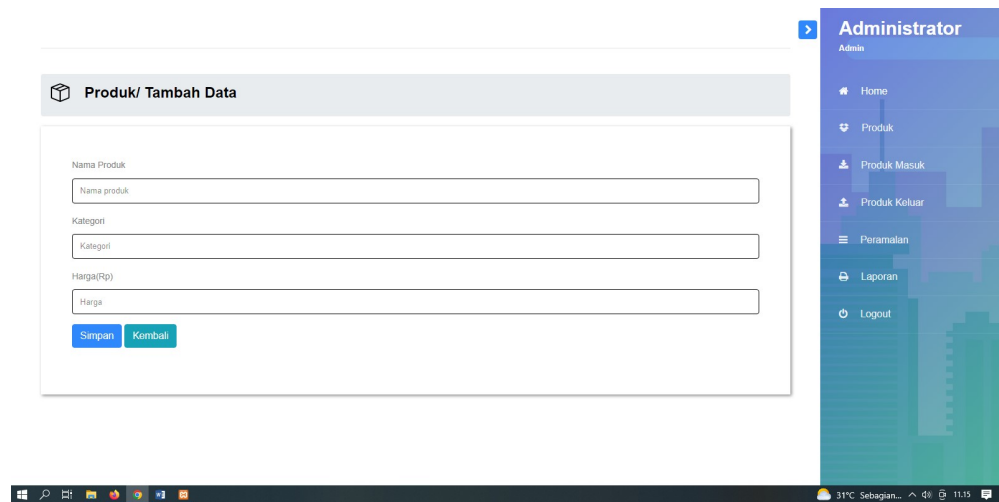 Administrator
Admin
Produk/ Tambah Data
Nama Produk
Nama produk
Kategori
Kategori
Harga(Rp)
Harga
Simpan Kembali
Home
Produk
Produk Masuk
Produk Keluar
Peramalan
Laporan
Logout
31°C Sebagian... 11.15